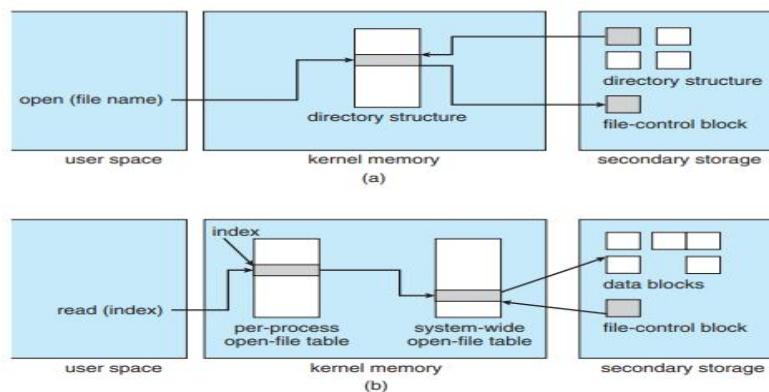 directory structure
open (file name)
directory structure
file-control block
user space
kernel memory
secondary storage
(a)
index
data blocks
read (index)
per-process
open-file table
system-wide
open-file table
file-control block
user space
kernel memory
secondary storage
(b)